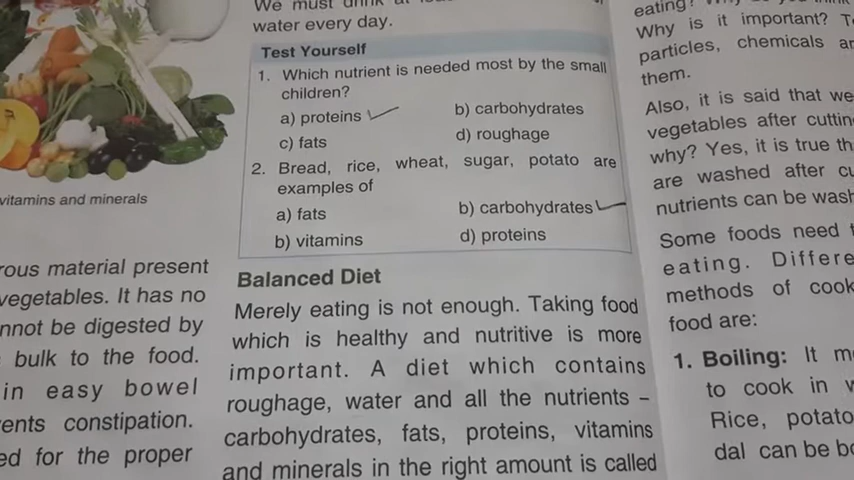 vitamins and minerals
rous material present
vegetables. It has no
nnot be digested by
bulk to the food.
in easy bowel
ents constipation.
ed for the proper
We must drink at
water every day.
Test Yourself
1. Which nutrient is needed most by the small
children?
a) proteins b) carbohydrates
c) fats d) roughage
2. Bread, rice, wheat, sugar, potato are
examples of
a) fats b) carbohydrates
b) vitamins d) proteins
Balanced Diet
Merely eating is not enough. Taking food
which is healthy and nutritive is more
important. A diet which contains
roughage, water and all the nutrients –
carbohydrates, fats, proteins, vitamins
and minerals in the right amount is called
eating?
Why is it important? T
particles, chemicals ar
them.
Also, it is said that we
vegetables after cuttin
why? Yes, it is true th
are washed after cu
nutrients can be wash
Some foods need
eating. Differe
methods of cook
food are:
1. Boiling: It m
to cook in
Rice, potato
dal can be bo